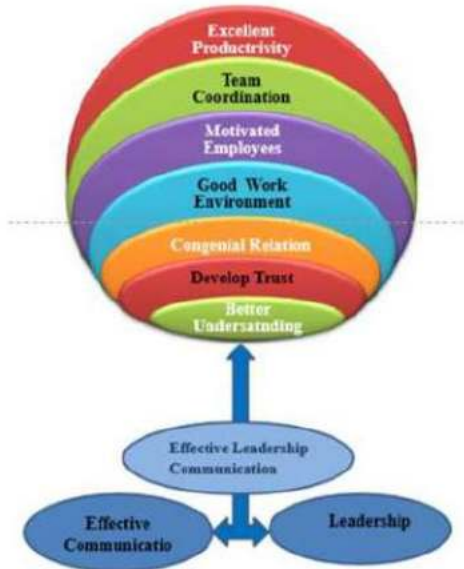 Excellent
Productrivity
Team
Coordination
Motivated
Employees
Good Work
Environment
Congenial Relation
Develop Trust
Better
Undersatnding
Effective Leadership
Communication
Effective
Communicatio
Leadership